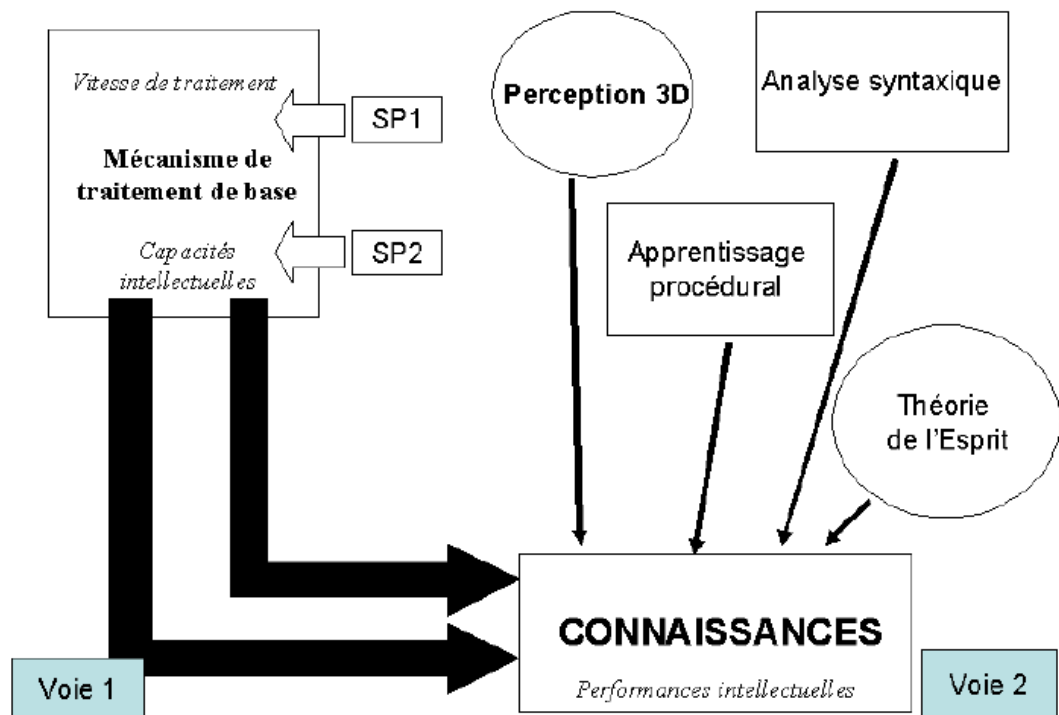 Vitesse de traitement
SP1
Mécanisme de
traitement de base
SP2
Capacités
intellectuelles
Perception 3D
Analyse syntaxique
Apprentissage
procédural
Théorie
de l'Esprit
CONNAISSANCES
Performances intellectuelles
Voie 1
Voie 2